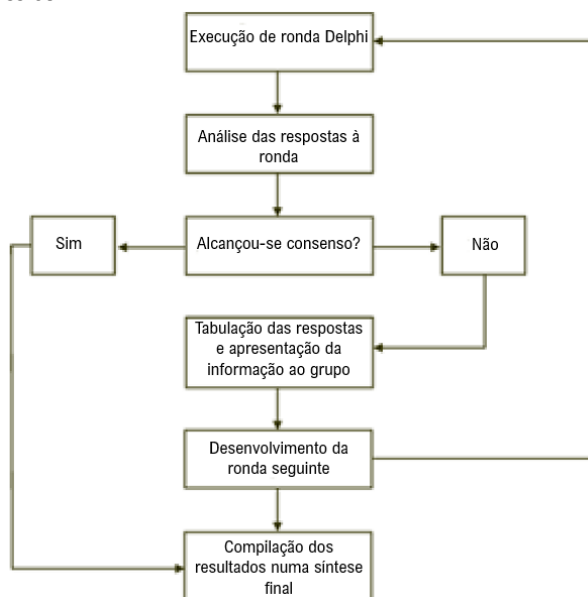 Execução de ronda Delphi
Análise das respostas à
ronda
Sim
Alcançou-se consenso?
Não
Tabulação das respostas
e apresentação da
informação ao grupo
Desenvolvimento da
ronda seguinte
Compilação dos
resultados numa síntese
final